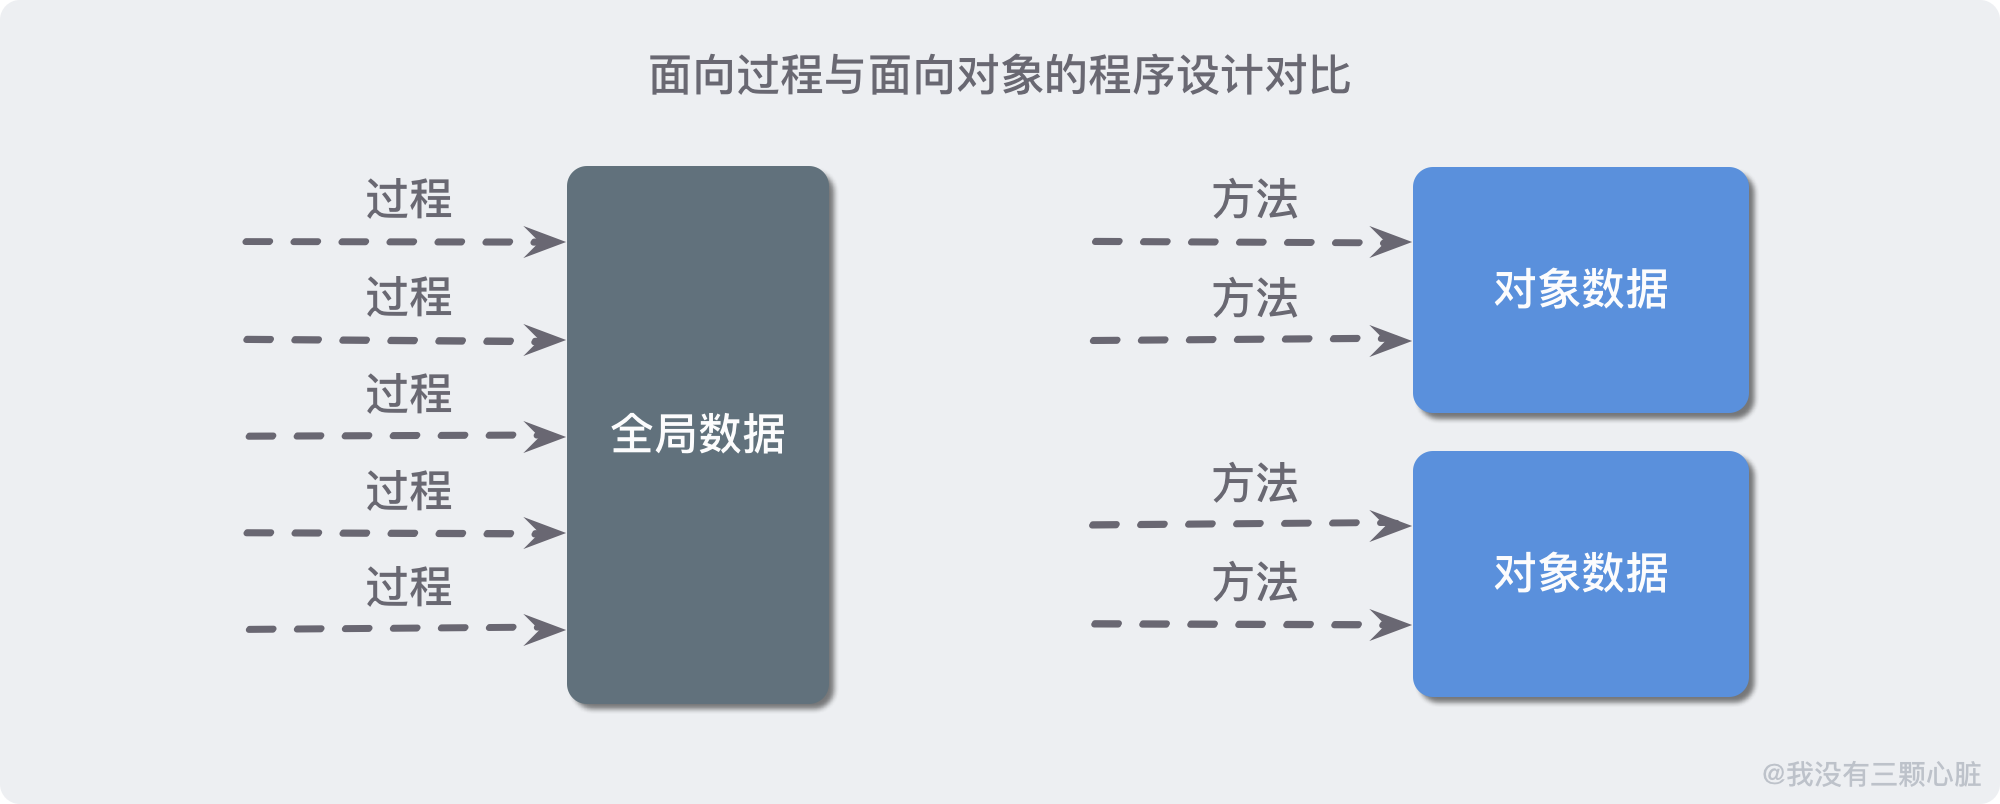 面向过程与面向对象的程序设计对比
过程
过程
过程
过程
过程
全局数据
方法
方法
对象数据
方法
方法
对象数据
@我没有三颗心脏